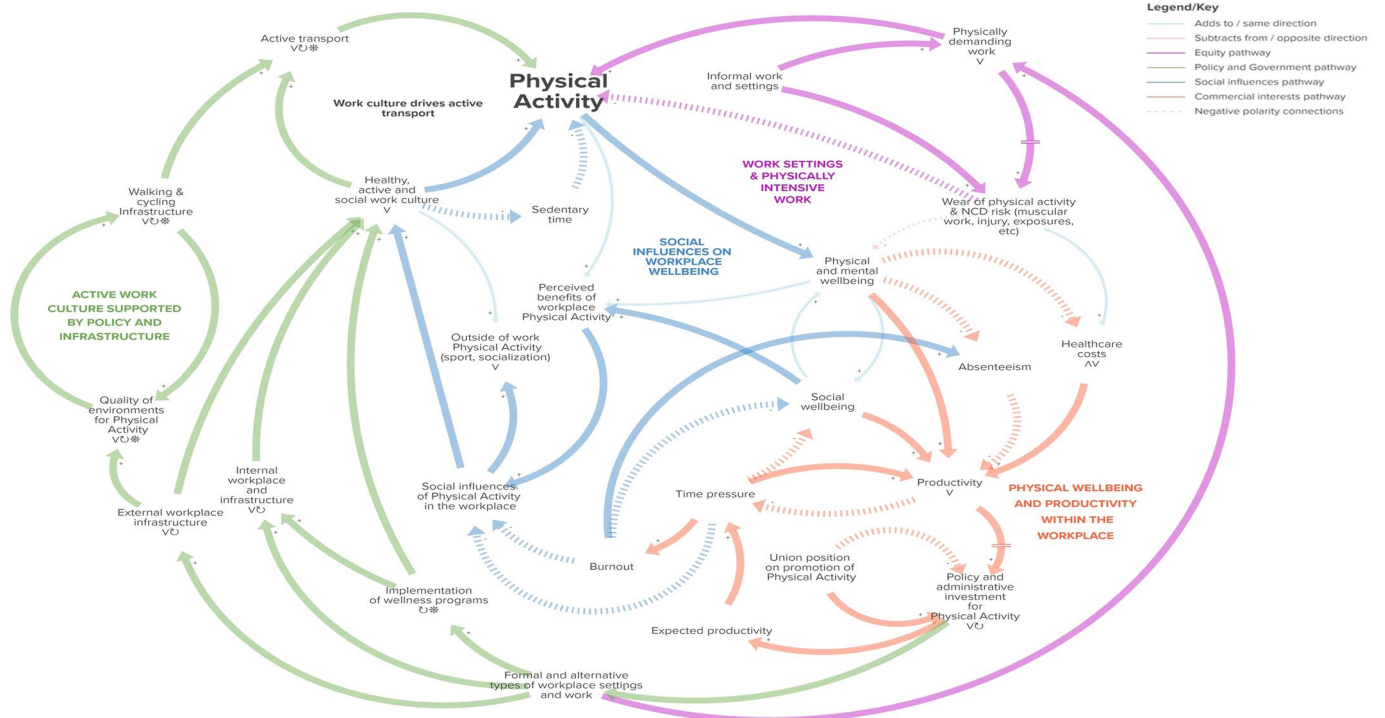 Legend/Key
Adds to / same direction
Subtracts from / opposite direction
Equity pathway
Policy and Government pathway
Social influences pathway
Commercial interests pathway
Negative polarity connections
Active transport
V↻❋
Physical
Activity
Work culture drives active
transport
Physically
demanding
work
V
Informal work
and settings
WORK SETTINGS
& PHYSICALLY
INTENSIVE
WORK
Walking &
cycling
Infrastructure
V↻❋
Healthy,
active and
social work culture
V
Sedentary
time
Wear of physical activity
& NCD risk (muscular
work, injury, exposures,
etc)
SOCIAL
INFLUENCES ON
WORKPLACE
WELLBEING
Physical
and mental
wellbeing
ACTIVE WORK
CULTURE SUPPORTED
BY POLICY AND
INFRASTRUCTURE
Perceived
benefits of
workplace
Physical Activity
Outside of work
Physical Activity
(sport, socialization)
V
Healthcare
costs
ΛV
Absenteeism
Quality of
environments
for Physical
Activity
V↻❋
Social
wellbeing
Internal
workplace
and
infrastructure
V↻
Social influences
of Physical Activity
in the workplace
Time pressure
Productivity
V
PHYSICAL WELLBEING
AND PRODUCTIVITY
WITHIN THE
WORKPLACE
External workplace
infrastructure
V↻
Burnout
Union position
on promotion of
Physical Activity
Policy and
administrative
investment
for
Physical Activity
V↻
Implementation
of wellness programs
↻❋
Expected productivity
Formal and alternative
types of workplace settings
and work